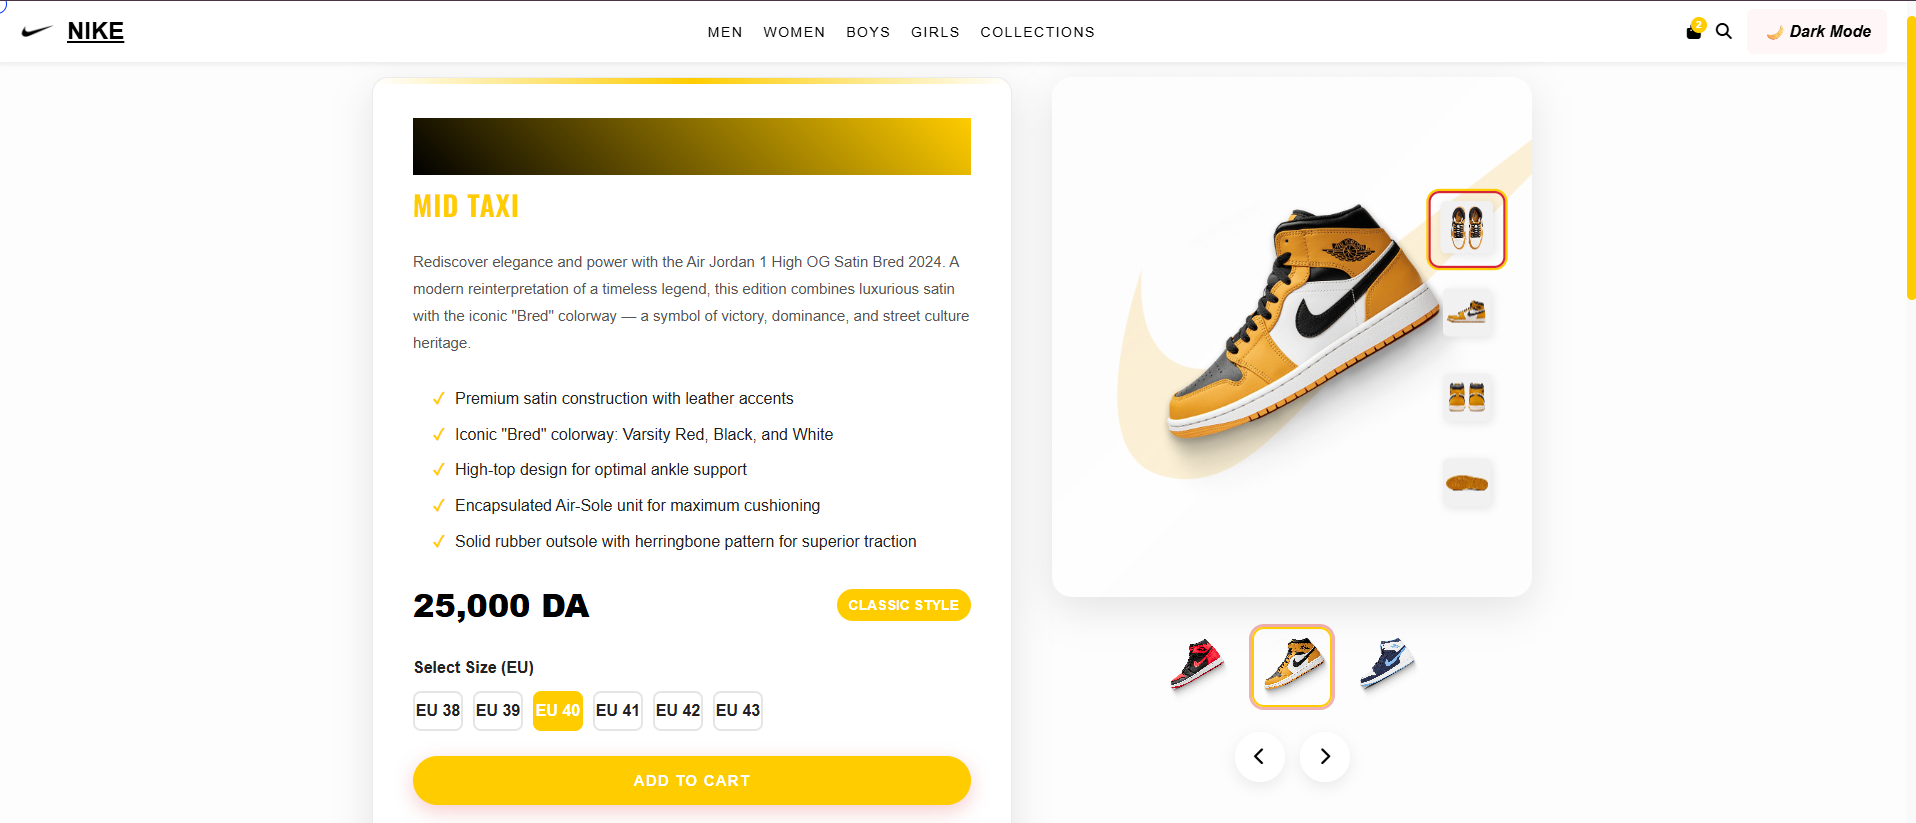 NIKE
MEN WOMEN BOYS GIRLS COLLECTIONS
2
Dark Mode
MID TAXI
Rediscover elegance and power with the Air Jordan 1 High OG Satin Bred 2024. A
modern reinterpretation of a timeless legend, this edition combines luxurious satin
with the iconic "Bred" colorway — a symbol of victory, dominance, and street culture
heritage.
✓ Premium satin construction with leather accents
✓ Iconic "Bred" colorway: Varsity Red, Black, and White
✓ High-top design for optimal ankle support
✓ Encapsulated Air-Sole unit for maximum cushioning
✓ Solid rubber outsole with herringbone pattern for superior traction
25,000 DA
CLASSIC STYLE
Select Size (EU)
EU 38 EU 39 EU 40 EU 41 EU 42 EU 43
ADD TO CART